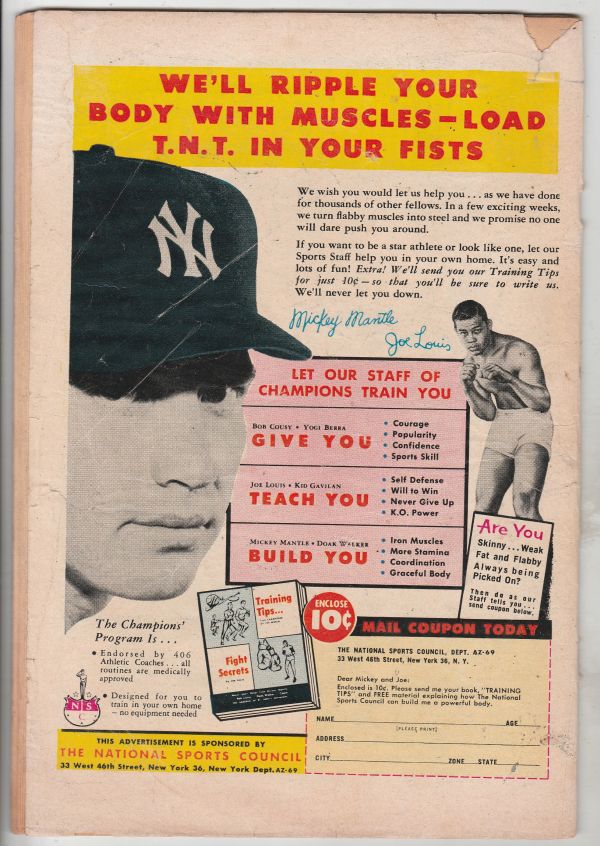 WE'LL RIPPLE YOUR
BODY WITH MUSCLES—LOAD
T.N.T. IN YOUR FISTS
We wish you would let us help you . . . as we have done
for thousands of other fellows. In a few exciting weeks,
we turn flabby muscles into steel and we promise no one
will dare push you around.
If you want to be a star athlete or look like one, let our
Sports Staff help you in your own home. It's easy and
lots of fun! Extra! We'll send you our Training Tips
for just 10¢—so that you'll be sure to write us.
We'll never let you down.
NY
Mickey Mantle
Joe Louis
LET OUR STAFF OF
CHAMPIONS TRAIN YOU
BOB COUSY • YOGI BERRA
GIVE YOU
• Courage
• Popularity
• Confidence
• Sports Skill
JOE LOUIS • KID GAVILAN
TEACH YOU
• Self Defense
• Will to Win
• Never Give Up
• K.O. Power
MICKEY MANTLE • DOAK WALKER
BUILD YOU
• Iron Muscles
• More Stamina
• Coordination
• Graceful Body
Are You
Skinny...Weak
Fat and Flabby
Always being
Picked On?
Then do as our
Staff tells you...
send coupon below.
The Champions'
Program Is . . .
• Endorsed by 406
Athletic Coaches . . . all
routines are medically
approved
• Designed for you to
train in your own home
– no equipment needed
N S
C
Training
Tips...
Fight
Secrets
ENCLOSE
10¢
MAIL COUPON TODAY
THE NATIONAL SPORTS COUNCIL, DEPT. AZ-69
33 West 46th Street, New York 36, N. Y.
Dear Mickey and Joe:
Enclosed is 10¢. Please send me your book, "TRAINING
TIPS" and FREE material explaining how The National
Sports Council can build me a powerful body.
NAME AGE
(PLEASE PRINT)
ADDRESS
CITY ZONE STATE
THIS ADVERTISEMENT IS SPONSORED BY
THE NATIONAL SPORTS COUNCIL
33 West 46th Street, New York 36, New York Dept. AZ-69